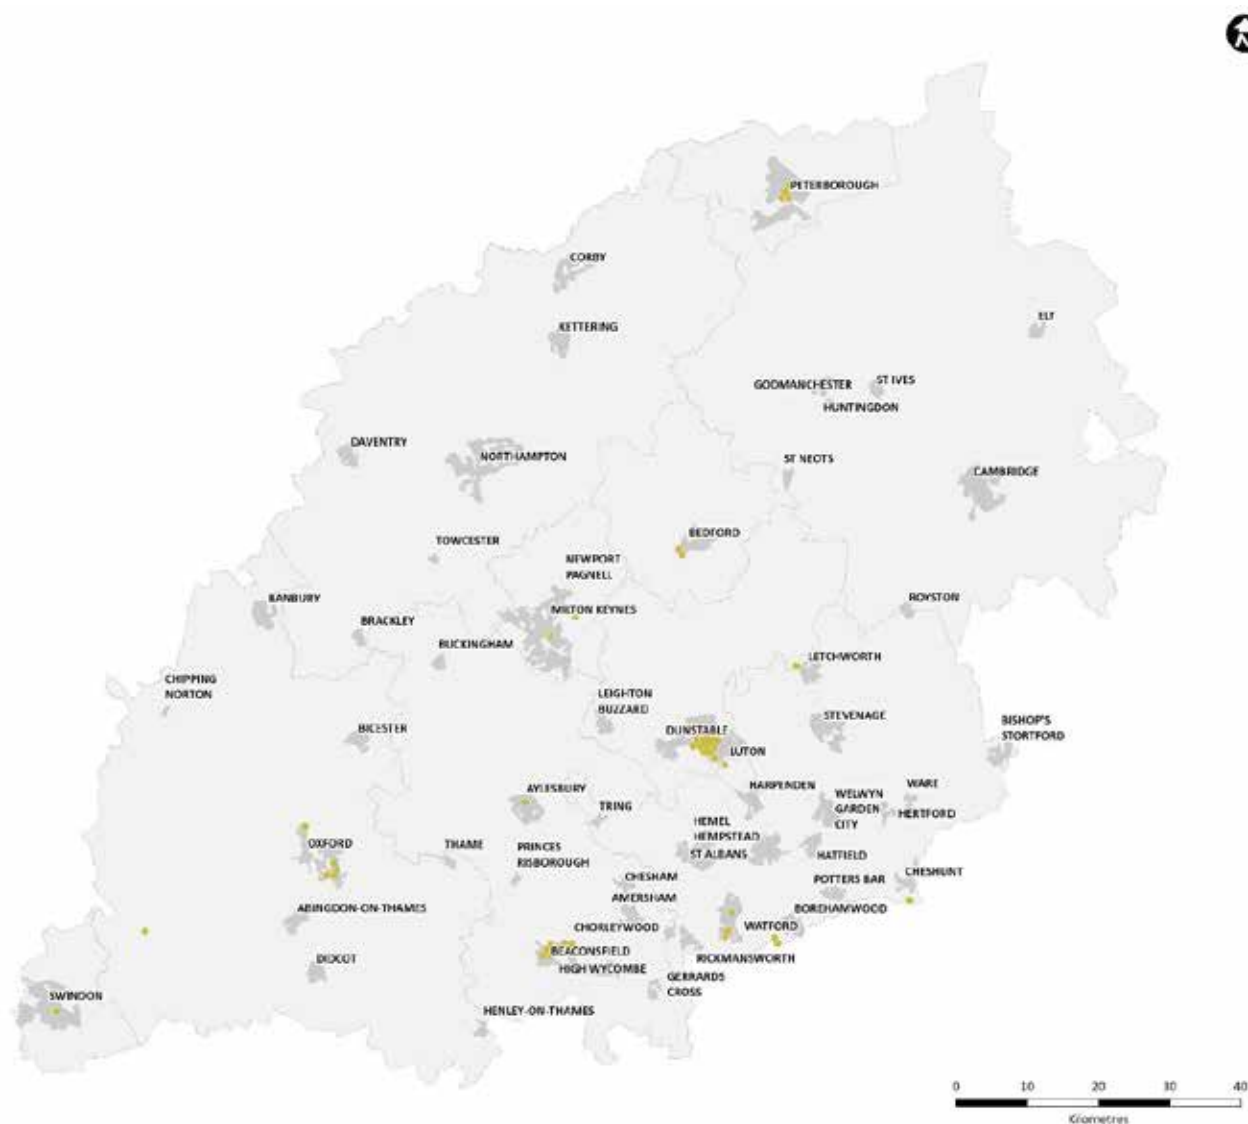 N
PETERBOROUGH
CORBY
KETTERING
ELY
GODMANCHESTER
ST IVES
HUNTINGDON
DAVENTRY
NORTHAMPTON
ST NEOTS
CAMBRIDGE
BEDFORD
TOWCESTER
NEWPORT
PAGNELL
BANBURY
MILTON KEYNES
ROYSTON
BRACKLEY
BUCKINGHAM
LETCHWORTH
CHIPPING
NORTON
LEIGHTON
BUZZARD
STEVENAGE
BISHOP'S
STORTFORD
BICESTER
DUNSTABLE
LUTON
AYLESBURY
HARPENDEN
WELWYN
GARDEN
CITY
WARE
HERTFORD
TRING
HEMEL
HEMPSTEAD
ST ALBANS
HATFIELD
OXFORD
THAME
PRINCES
RISBOROUGH
CHESHAM
POTTERS BAR
CHESHUNT
AMERSHAM
BOREHAMWOOD
ABINGDON-ON-THAMES
CHORLEYWOOD
WATFORD
DIDCOT
BEACONSFIELD
HIGH WYCOMBE
RICKMANSWORTH
GERRARDS
CROSS
SWINDON
HENLEY-ON-THAMES
0 10 20 30 40
Kilometres